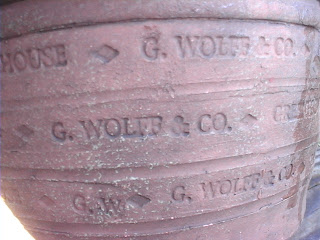 HOUSE ◆ G. WOLFF & CO.
◆ G. WOLFF & CO. ◆
◆ G. W ◆ G. WOLFF & CO. ◆